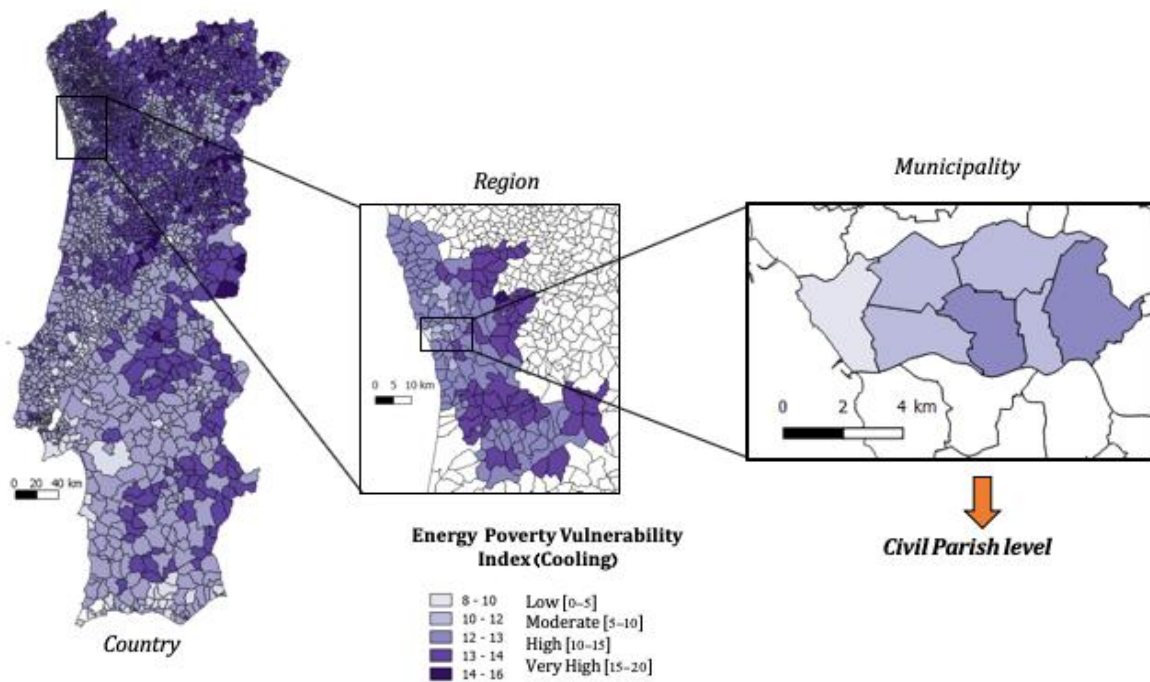 Municipality
Region
0 2 4 km
0 5 10 km
0 20 40 km
Energy Poverty Vulnerability
Index (Cooling)
Civil Parish level
8 - 10 Low [0–5]
10 - 12 Moderate [5–10]
12 - 13 High [10–15]
13 - 14 Very High [15–20]
14 - 16
Country